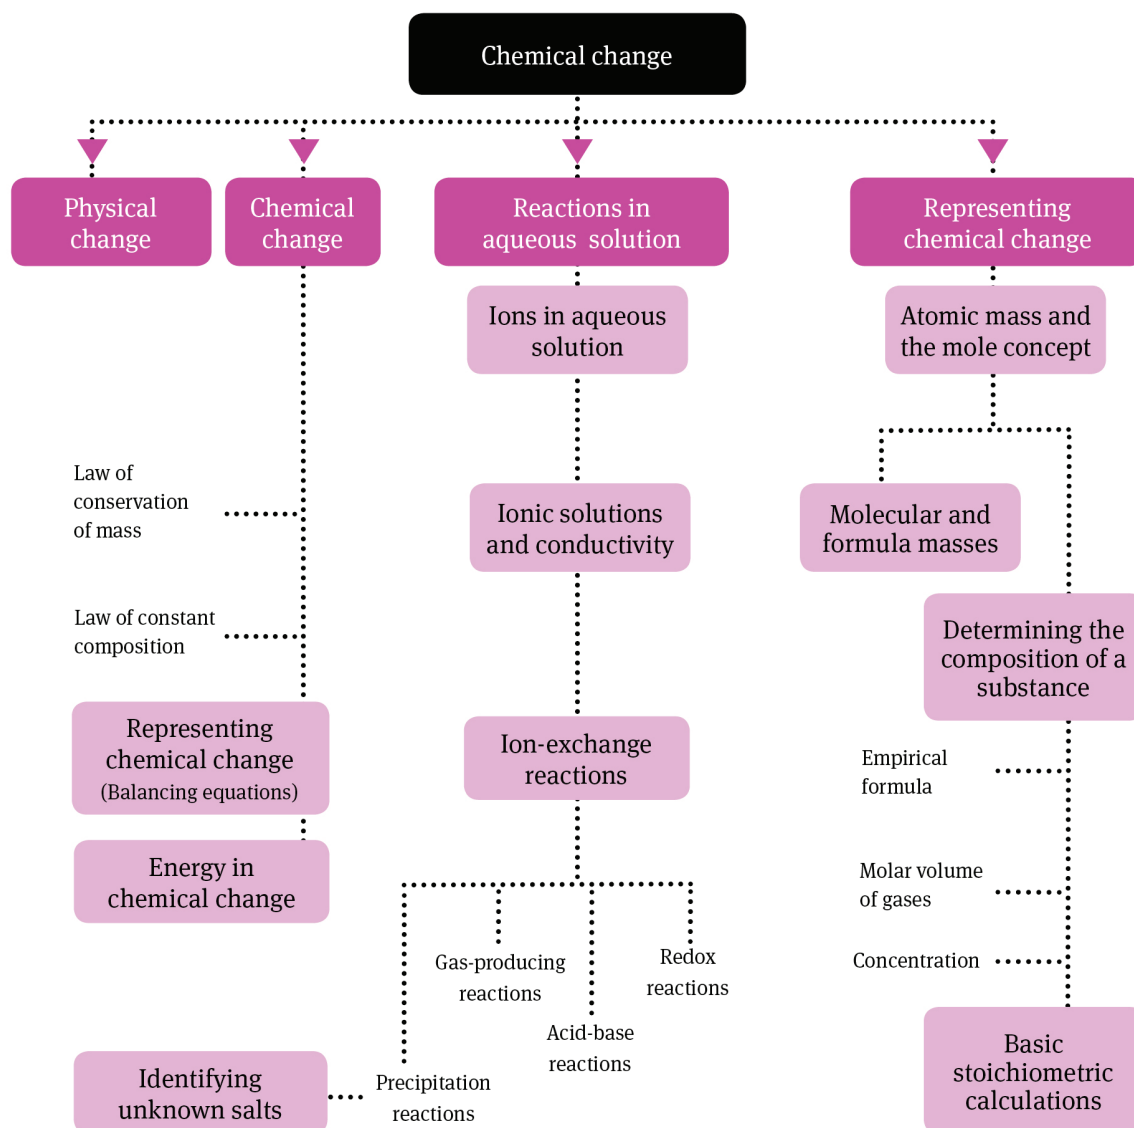 Chemical change
Physical
change
Chemical
change
Reactions in
aqueous solution
Representing
chemical change
Ions in aqueous
solution
Atomic mass and
the mole concept
Law of
conservation
of mass
Ionic solutions
and conductivity
Molecular and
formula masses
Law of constant
composition
Determining the
composition of a
substance
Representing
chemical change
(Balancing equations)
Ion-exchange
reactions
Empirical
formula
Energy in
chemical change
Molar volume
of gases
Gas-producing
reactions
Redox
reactions
Concentration
Acid-base
reactions
Identifying
unknown salts
Precipitation
reactions
Basic
stoichiometric
calculations